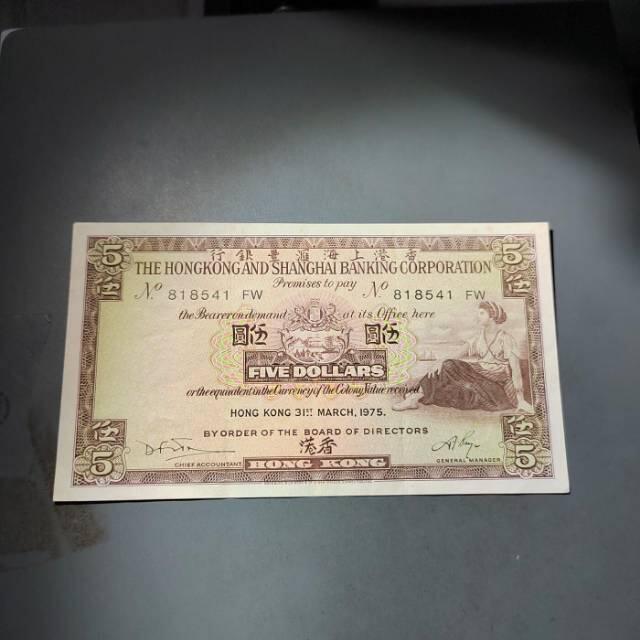 5 行銀豐滙海上港香 5
伍 THE HONGKONG AND SHANGHAI BANKING CORPORATION 伍
Promises to pay
No 818541 FW No 818541 FW
the Bearer on demand at its Office here
圓伍 圓伍
FIVE DOLLARS
or the equivalent in the Currency of the Colony Value received
HONG KONG 31ST MARCH, 1975.
BY ORDER OF THE BOARD OF DIRECTORS
伍 港香 伍
5 CHIEF ACCOUNTANT HONG KONG GENERAL MANAGER 5